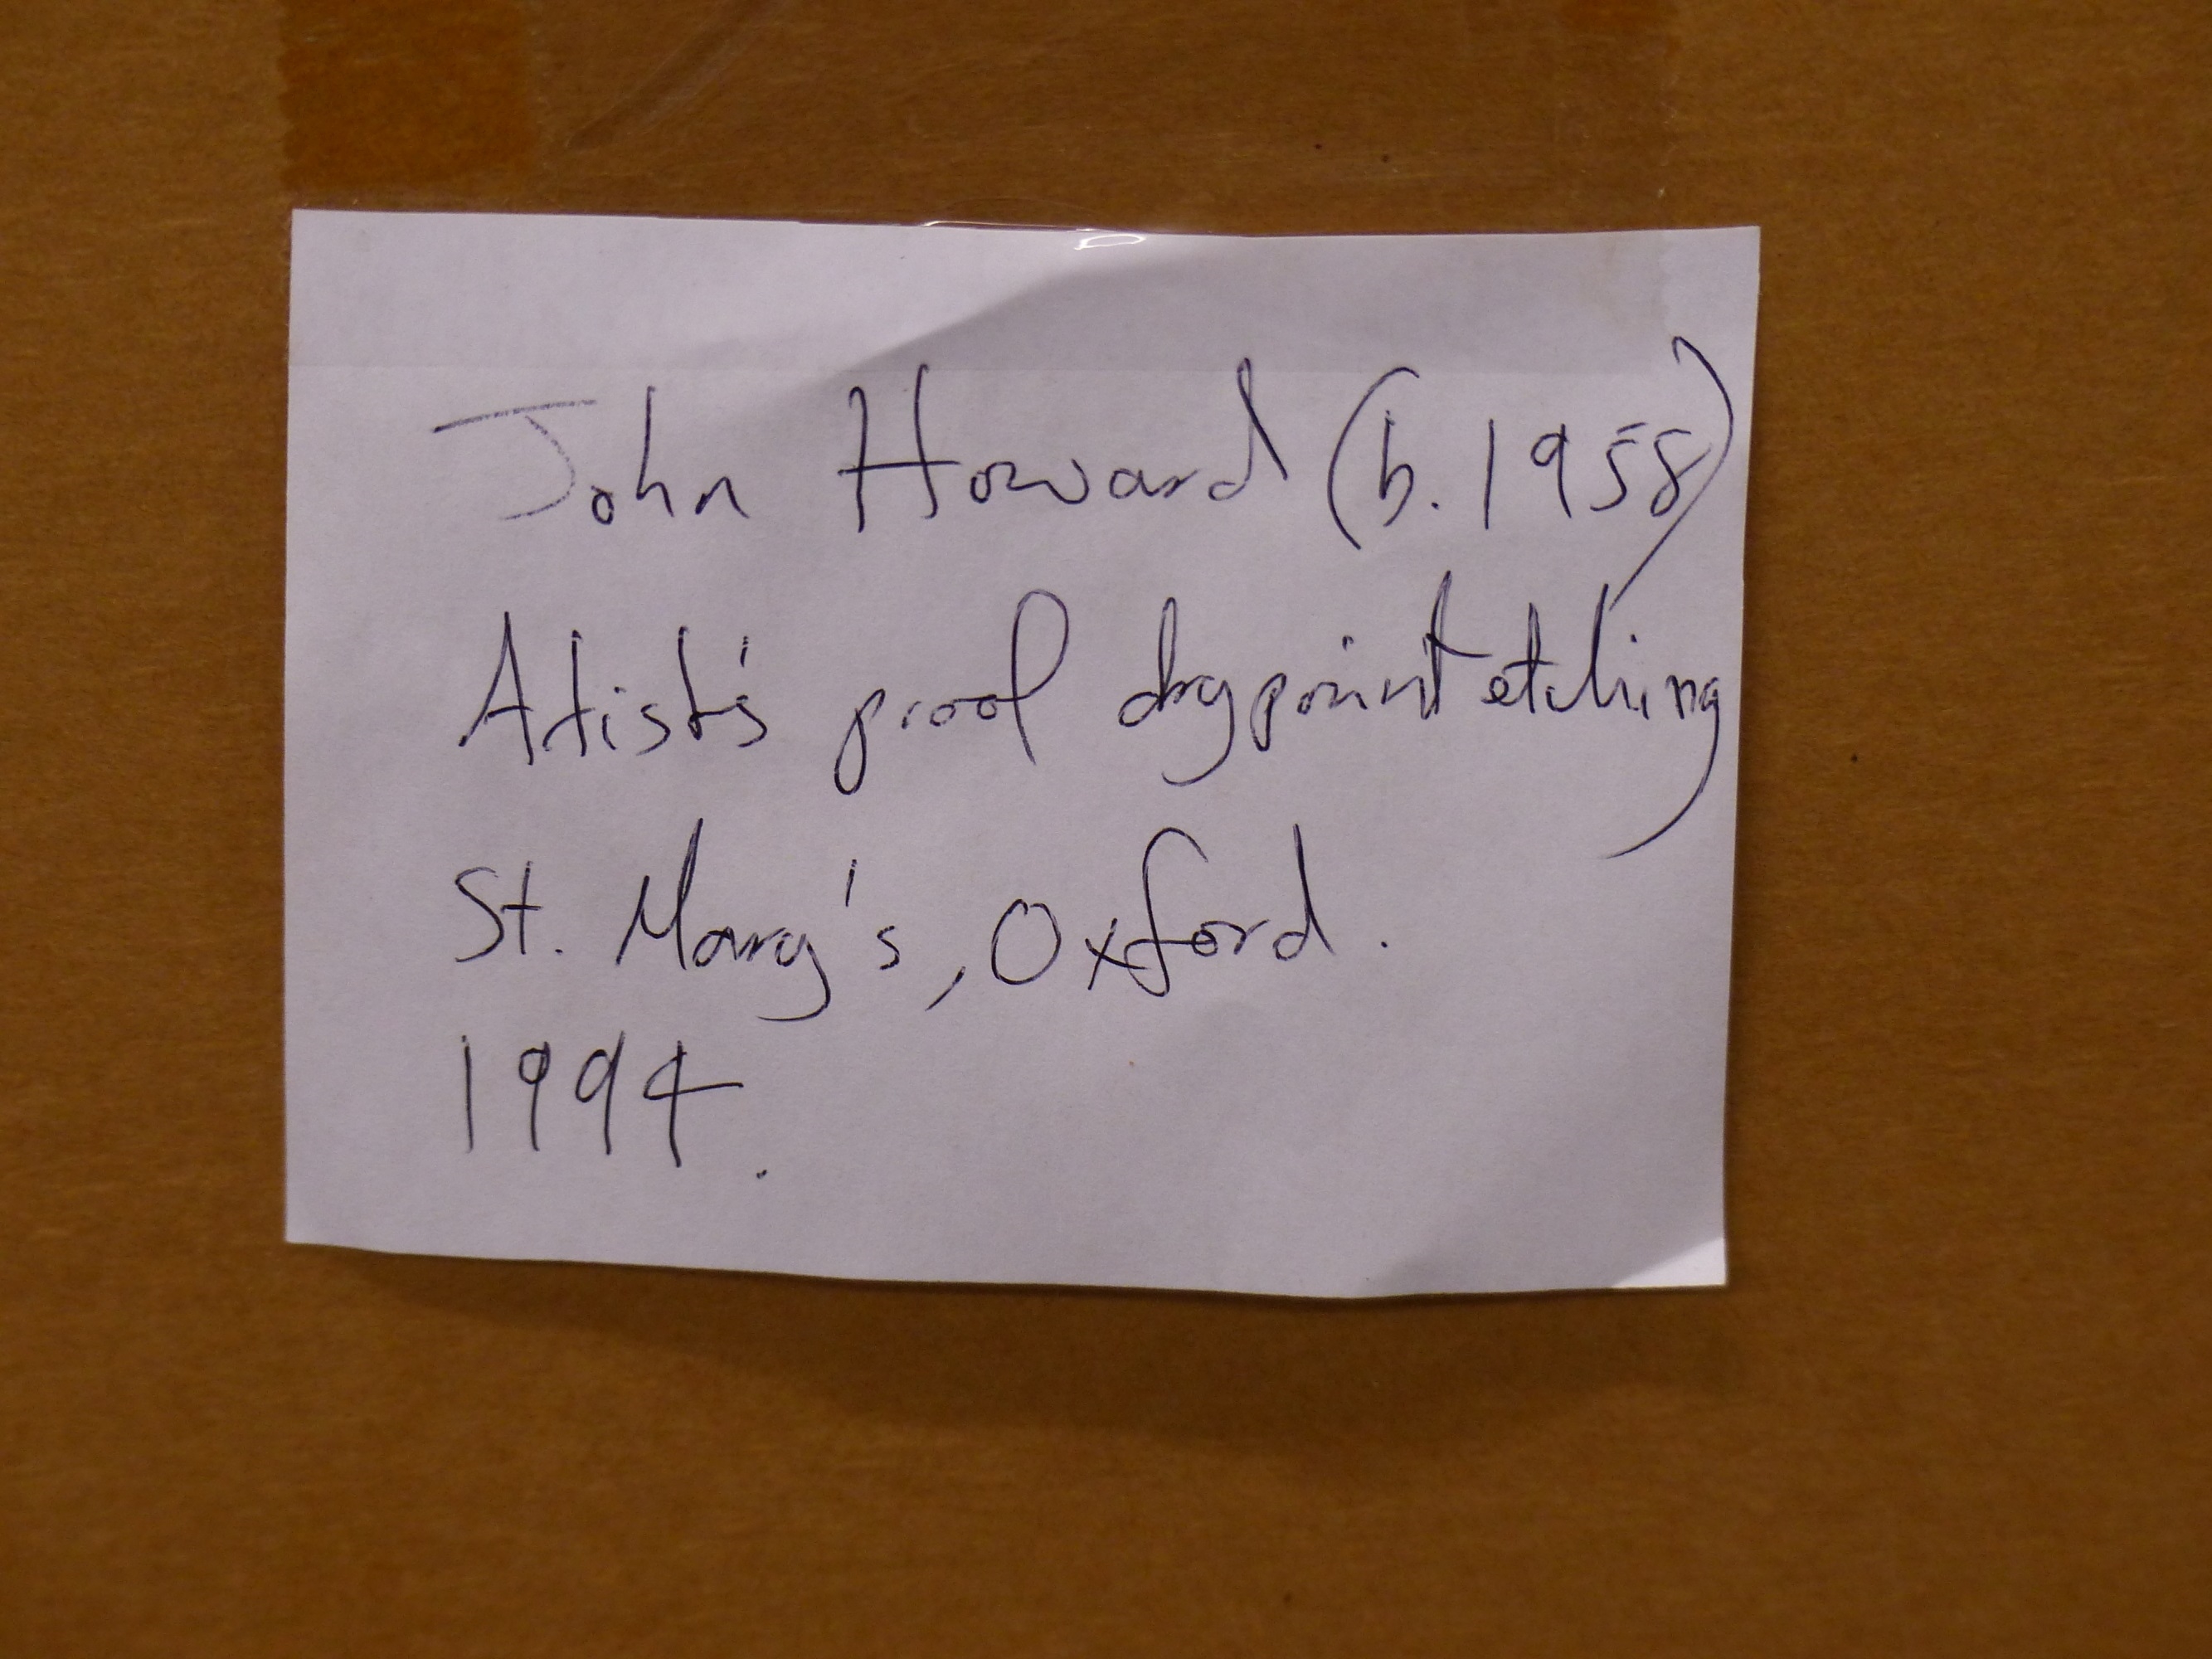 John Howard (b. 1958)
Atist's proof drypoint etching
St. Mary's, Oxford.
1994.